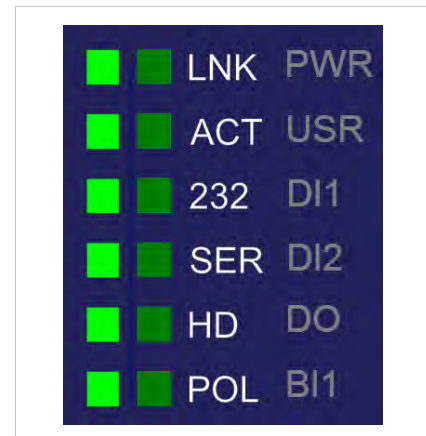 LNK PWR
ACT USR
232 DI1
SER DI2
HD DO
POL BI1